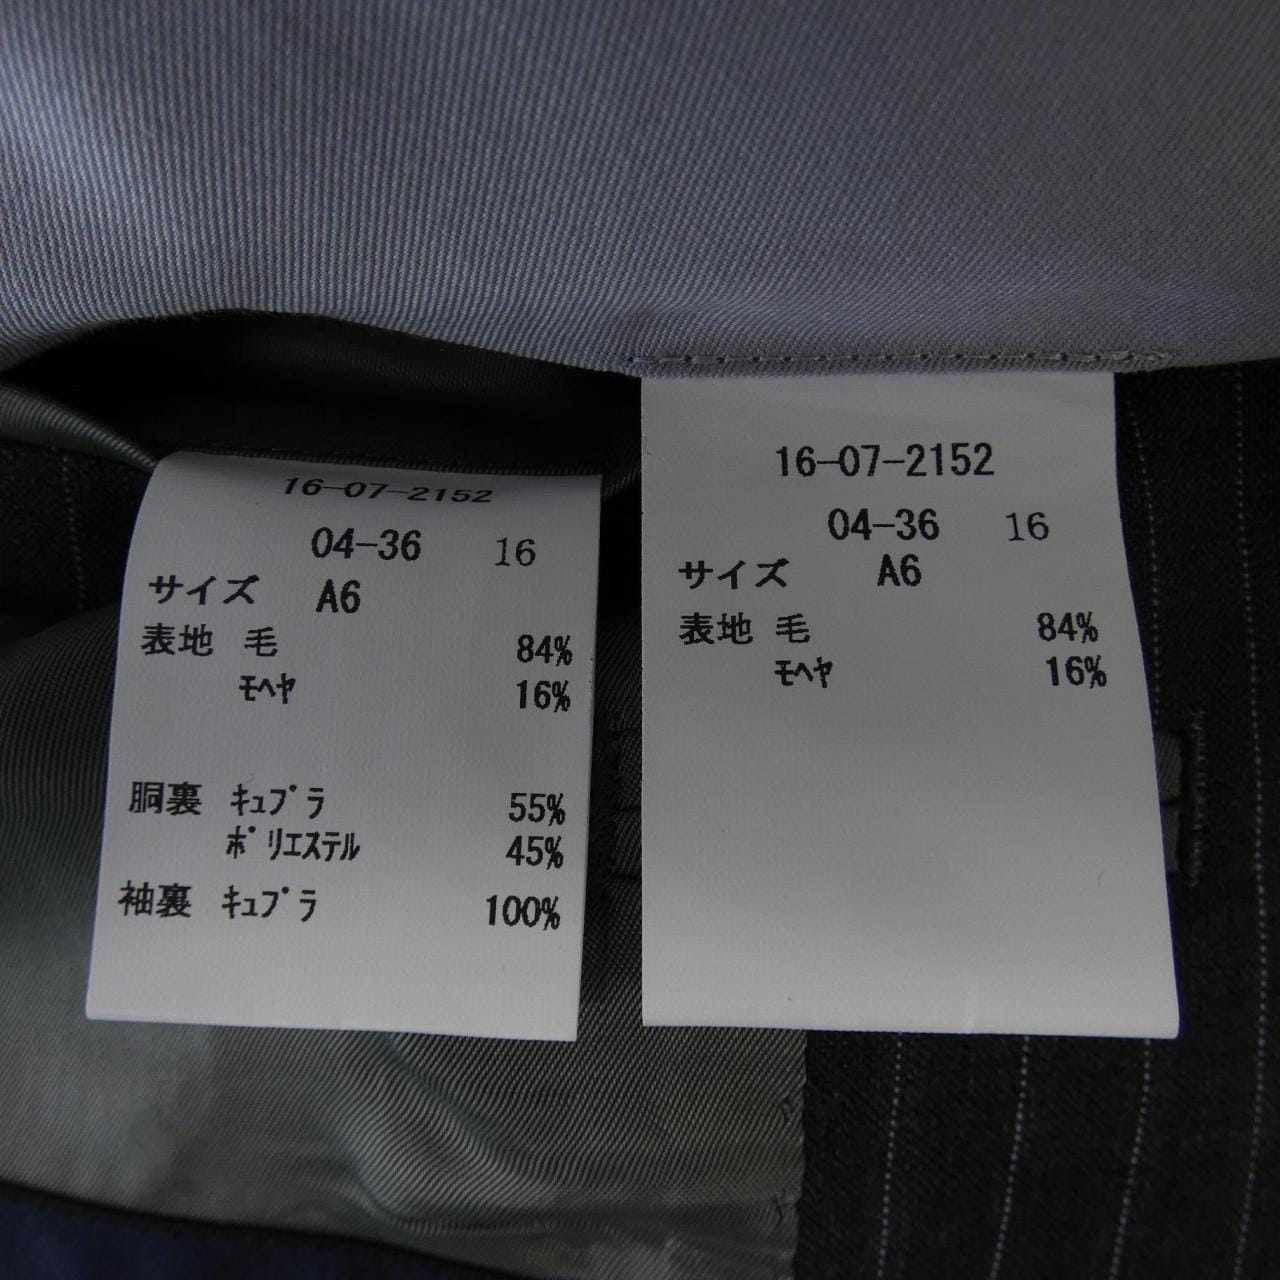 16-07-2152
04-36 16
サイズ A6
表地 毛 84%
ﾓﾍﾔ 16%
胴裏 ｷｭﾌﾟﾗ 55%
ﾎﾟﾘｴｽﾃﾙ 45%
袖裏 ｷｭﾌﾟﾗ 100%
16-07-2152
04-36 16
サイズ A6
表地 毛 84%
ﾓﾍﾔ 16%